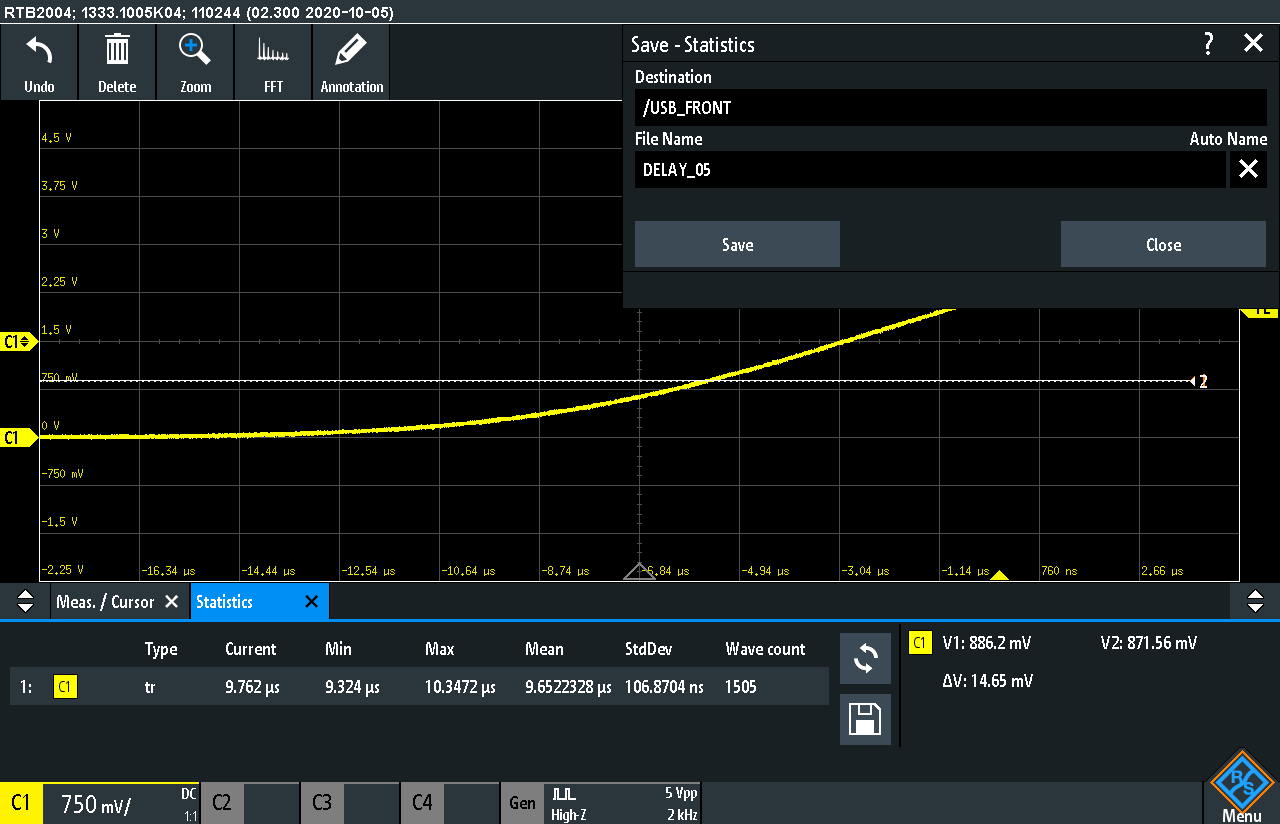 RTB2004; 1333.1005K04; 110244 (02.300 2020-10-05)
Undo
Delete
Zoom
FFT
Annotation
Save - Statistics
?
Destination
/USB_FRONT
File Name
Auto Name
DELAY_05
Save
Close
4.5 V
3.75 V
3 V
2.25 V
1.5 V
750 mV
0 V
-750 mV
-1.5 V
-2.25 V
C1
C1
2
-16.34 µs
-14.44 µs
-12.54 µs
-10.64 µs
-8.74 µs
-6.84 µs
-4.94 µs
-3.04 µs
-1.14 µs
760 ns
2.66 µs
Meas. / Cursor
Statistics
Type Current Min Max Mean StdDev Wave count
1: C1 tr 9.762 µs 9.324 µs 10.3472 µs 9.6522328 µs 106.8704 ns 1505
C1 V1: 886.2 mV V2: 871.56 mV
ΔV: 14.65 mV
C1 750 mV/ DC 1:1
C2
C3
C4
Gen High-Z 5 Vpp 2 kHz
R&S
Menu